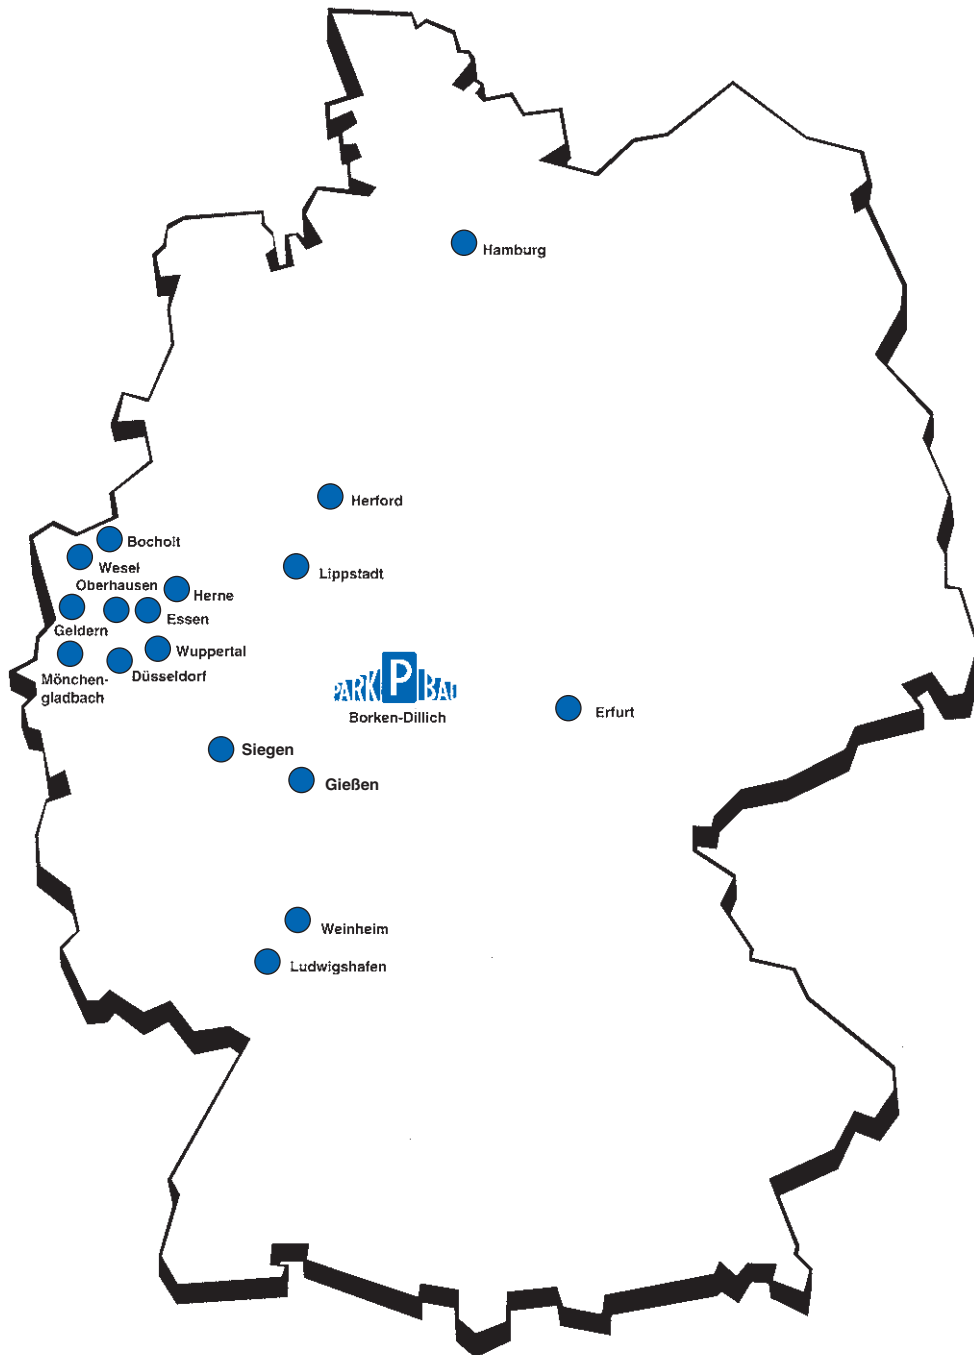 Hamburg
Herford
Bocholt
Wesel
Lippstadt
Oberhausen
Herne
Essen
Geldern
Wuppertal
Düsseldorf
Mönchen-
gladbach
PARK P BAU
Borken-Dillich
Erfurt
Siegen
Gießen
Weinheim
Ludwigshafen